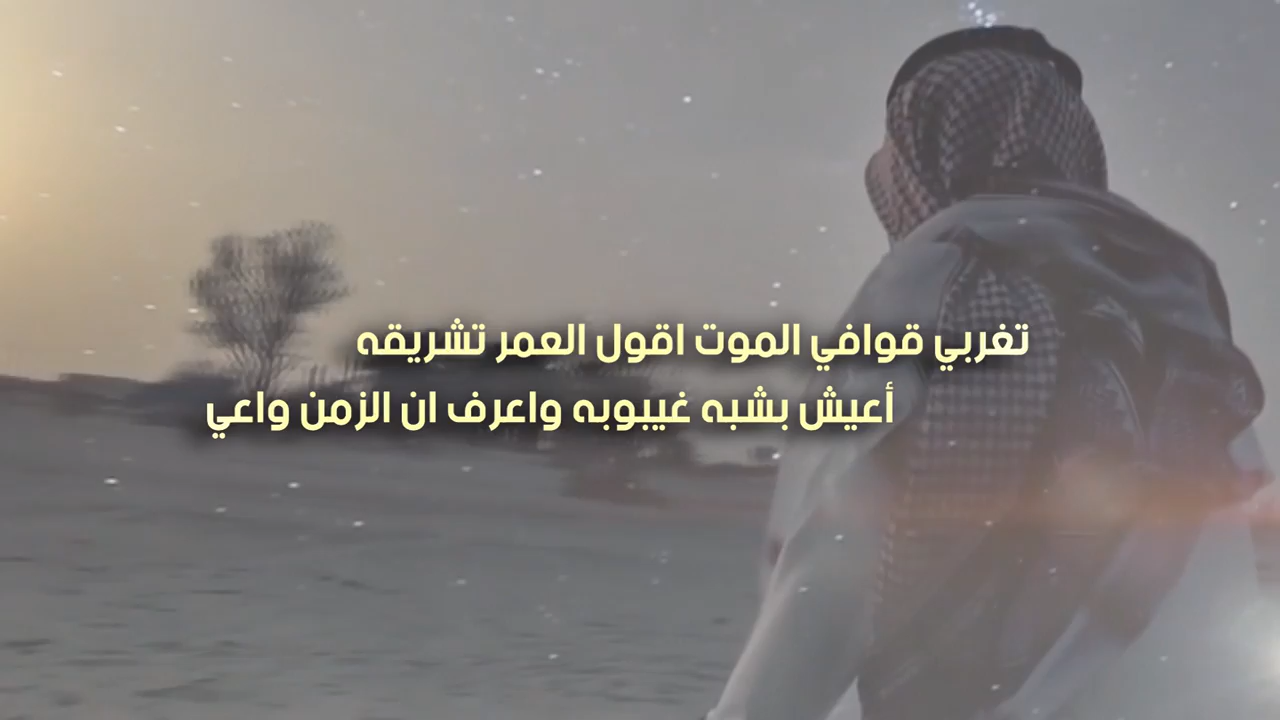 تغربي قوافي الموت اقول العمر تشريقه
أعيش بشبه غيبوبه واعرف ان الزمن واعي